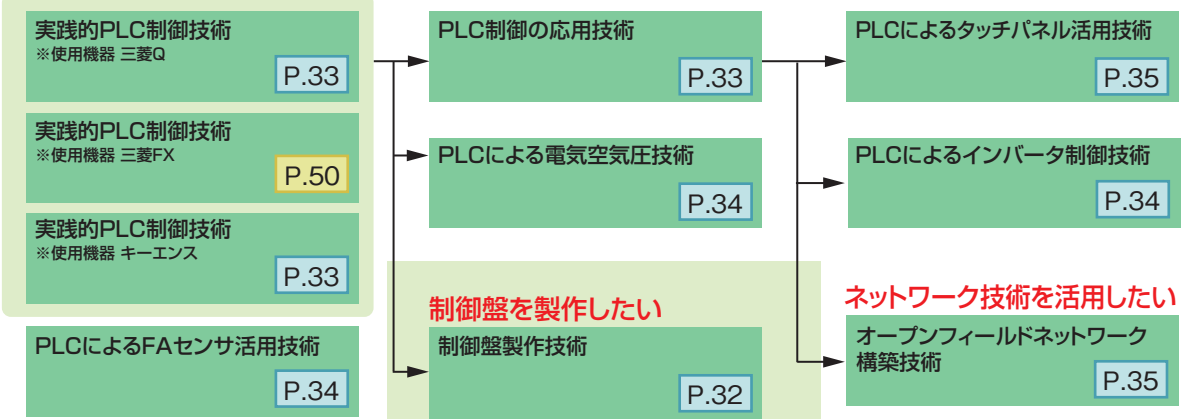 実践的PLC制御技術
※使用機器 三菱Q
P.33
実践的PLC制御技術
※使用機器 三菱FX
P.50
実践的PLC制御技術
※使用機器 キーエンス
P.33
PLCによるFAセンサ活用技術
P.34
PLC制御の応用技術
P.33
PLCによる電気空気圧技術
P.34
制御盤を製作したい
制御盤製作技術
P.32
PLCによるタッチパネル活用技術
P.35
PLCによるインバータ制御技術
P.34
ネットワーク技術を活用したい
オープンフィールドネットワーク
構築技術
P.35